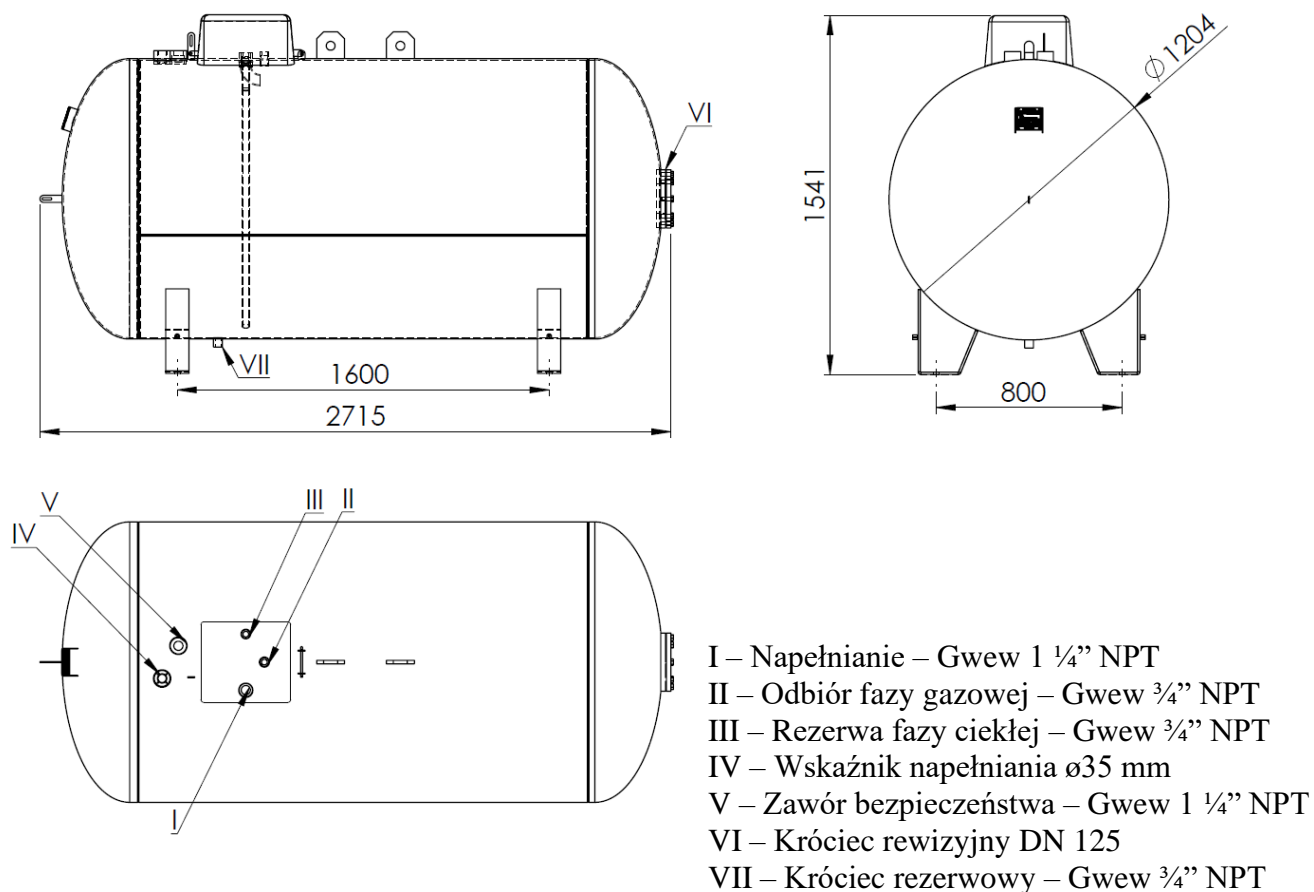 VI
Ø 1204
1541
VII
1600
2715
800
V
IV
III
II
I
I – Napełnianie – Gwew 1 ¼” NPT
II – Odbiór fazy gazowej – Gwew ¾” NPT
III – Rezerwa fazy ciekłej – Gwew ¾” NPT
IV – Wskaźnik napełniania ø35 mm
V – Zawór bezpieczeństwa – Gwew 1 ¼” NPT
VI – Króciec rewizyjny DN 125
VII – Króciec rezerwowy – Gwew ¾” NPT